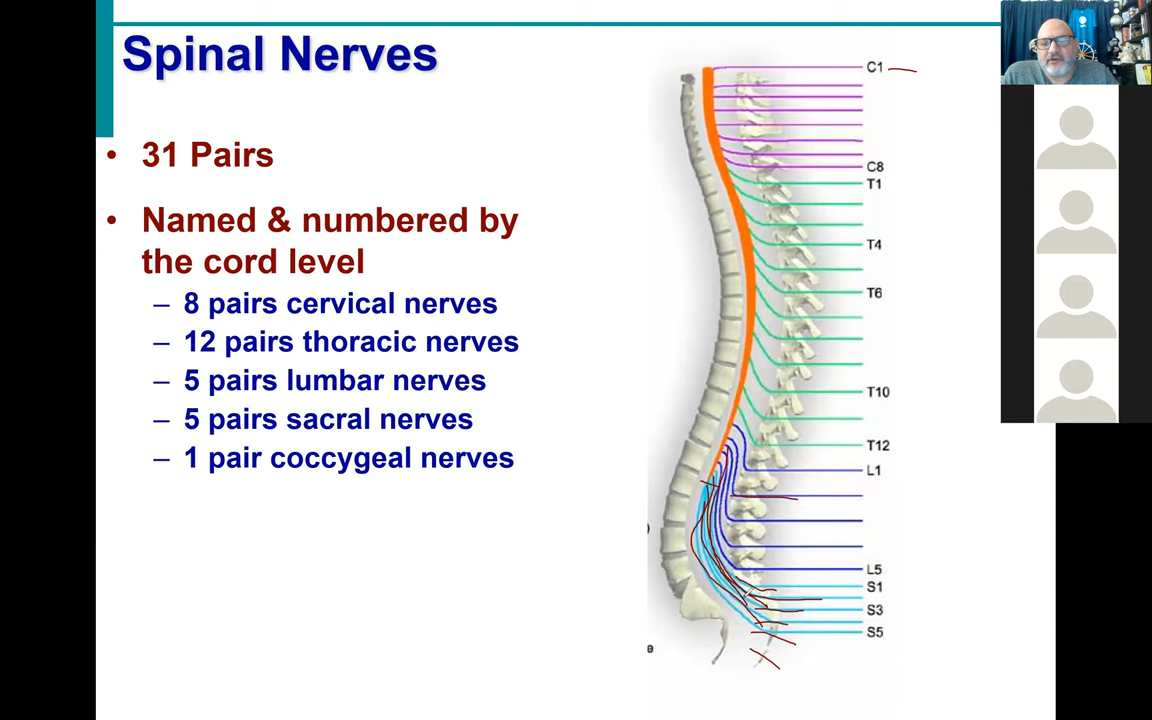 Spinal Nerves
• 31 Pairs
• Named & numbered by
the cord level
– 8 pairs cervical nerves
– 12 pairs thoracic nerves
– 5 pairs lumbar nerves
– 5 pairs sacral nerves
– 1 pair coccygeal nerves
C1
C8
T1
T4
T6
T10
T12
L1
L5
S1
S3
S5